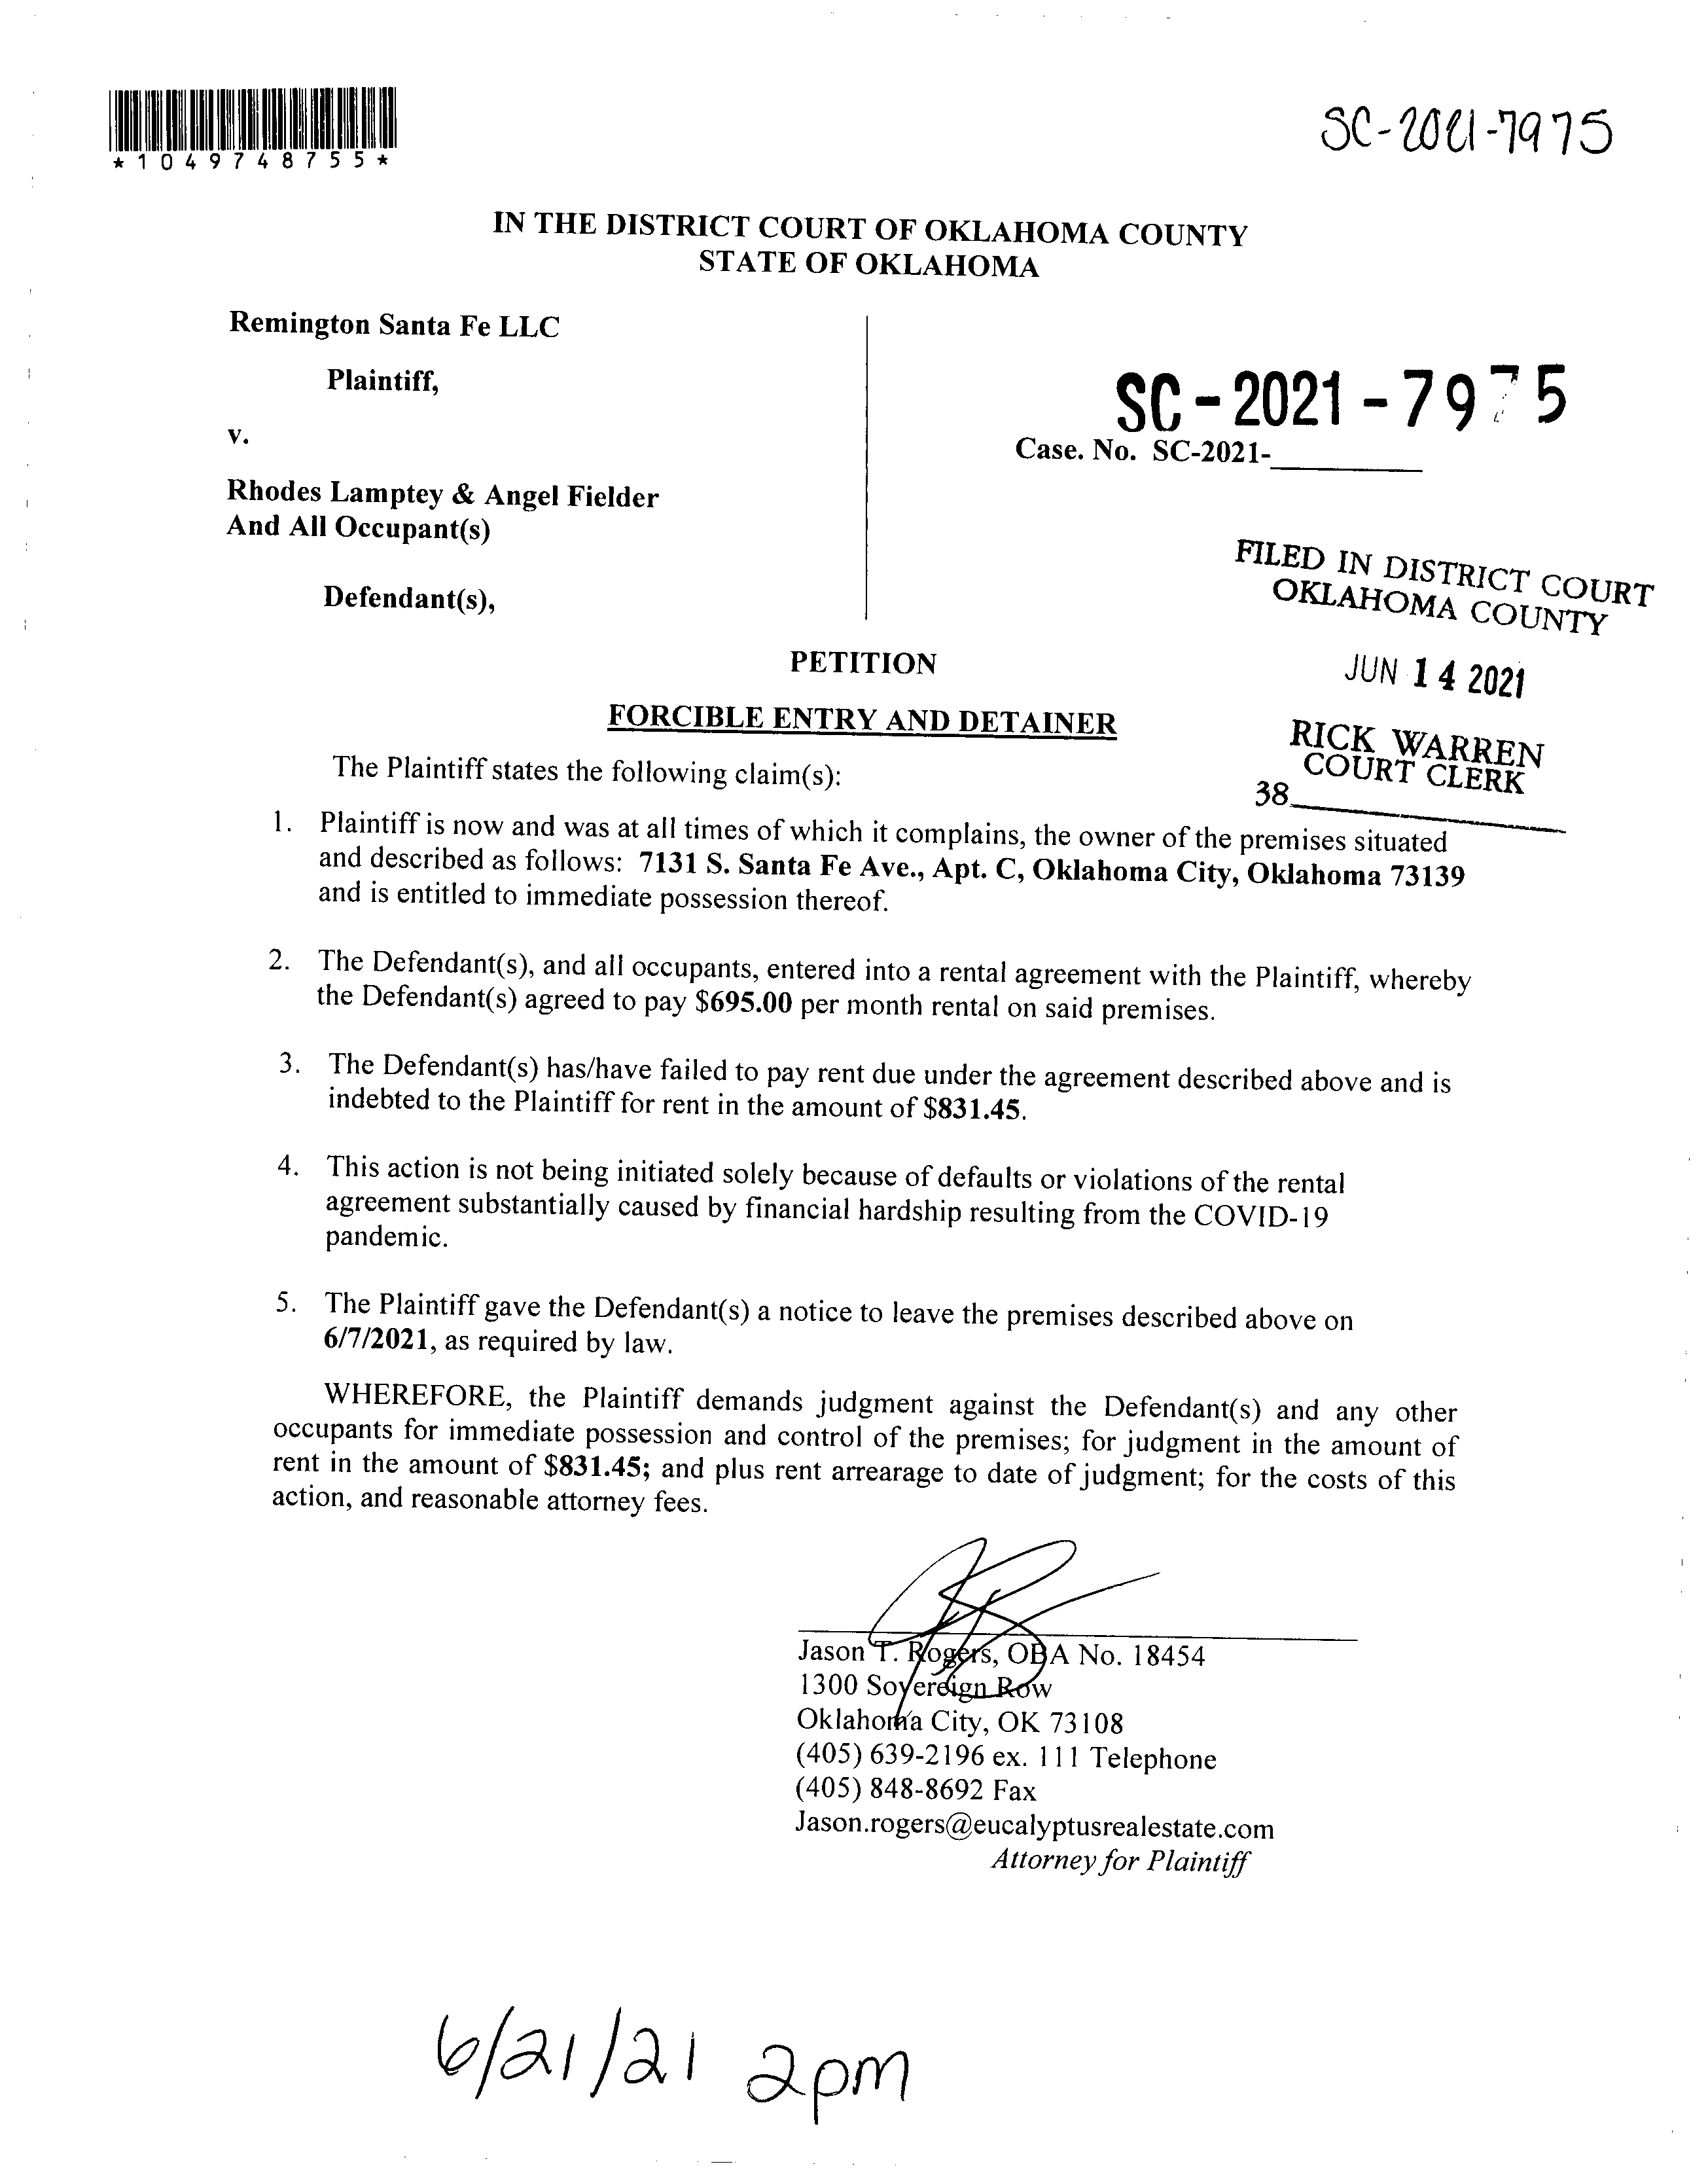 *1049748755*
SC-2021-7975
IN THE DISTRICT COURT OF OKLAHOMA COUNTY
STATE OF OKLAHOMA
Remington Santa Fe LLC
Plaintiff,
v.
Rhodes Lamptey & Angel Fielder
And All Occupant(s)
Defendant(s),
SC-2021-7975
Case. No. SC-2021-________
FILED IN DISTRICT COURT
OKLAHOMA COUNTY
JUN 14 2021
RICK WARREN
COURT CLERK
38________
PETITION
FORCIBLE ENTRY AND DETAINER
The Plaintiff states the following claim(s):
1. Plaintiff is now and was at all times of which it complains, the owner of the premises situated
and described as follows: 7131 S. Santa Fe Ave., Apt. C, Oklahoma City, Oklahoma 73139
and is entitled to immediate possession thereof.
2. The Defendant(s), and all occupants, entered into a rental agreement with the Plaintiff, whereby
the Defendant(s) agreed to pay $695.00 per month rental on said premises.
3. The Defendant(s) has/have failed to pay rent due under the agreement described above and is
indebted to the Plaintiff for rent in the amount of $831.45.
4. This action is not being initiated solely because of defaults or violations of the rental
agreement substantially caused by financial hardship resulting from the COVID-19
pandemic.
5. The Plaintiff gave the Defendant(s) a notice to leave the premises described above on
6/7/2021, as required by law.
WHEREFORE, the Plaintiff demands judgment against the Defendant(s) and any other
occupants for immediate possession and control of the premises; for judgment in the amount of
rent in the amount of $831.45; and plus rent arrearage to date of judgment; for the costs of this
action, and reasonable attorney fees.
Jason T. Rogers, OBA No. 18454
1300 Sovereign Row
Oklahoma City, OK 73108
(405) 639-2196 ex. 111 Telephone
(405) 848-8692 Fax
Jason.rogers@eucalyptusrealestate.com
Attorney for Plaintiff
6/21/21 2pm